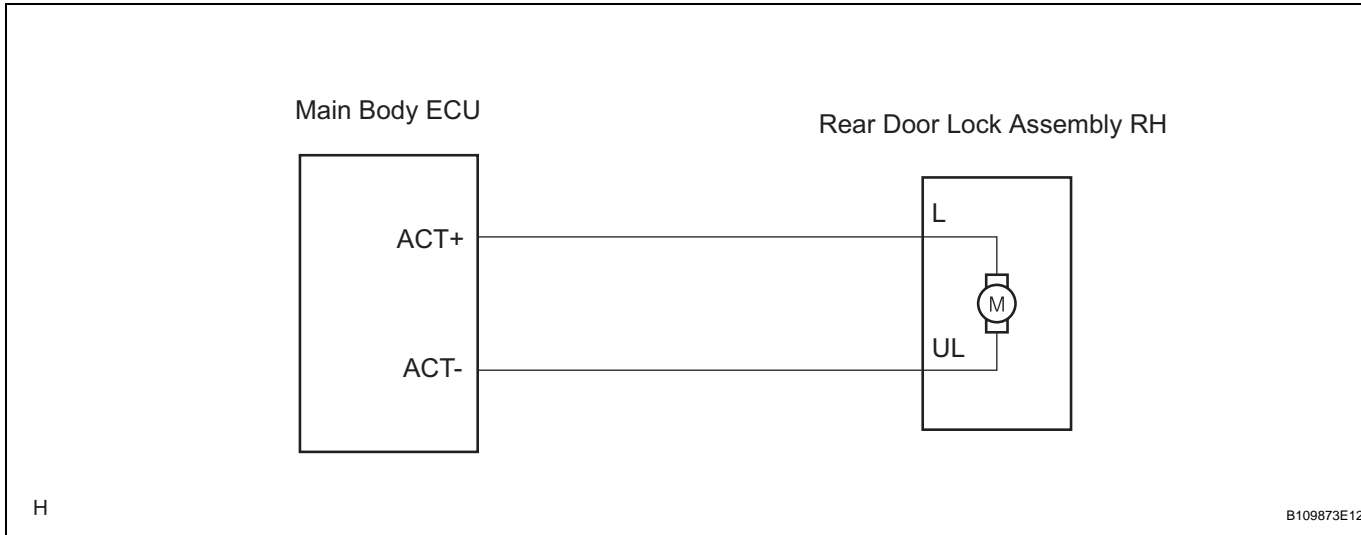 Main Body ECU
Rear Door Lock Assembly RH
L
ACT+
M
UL
ACT-
H
B109873E12